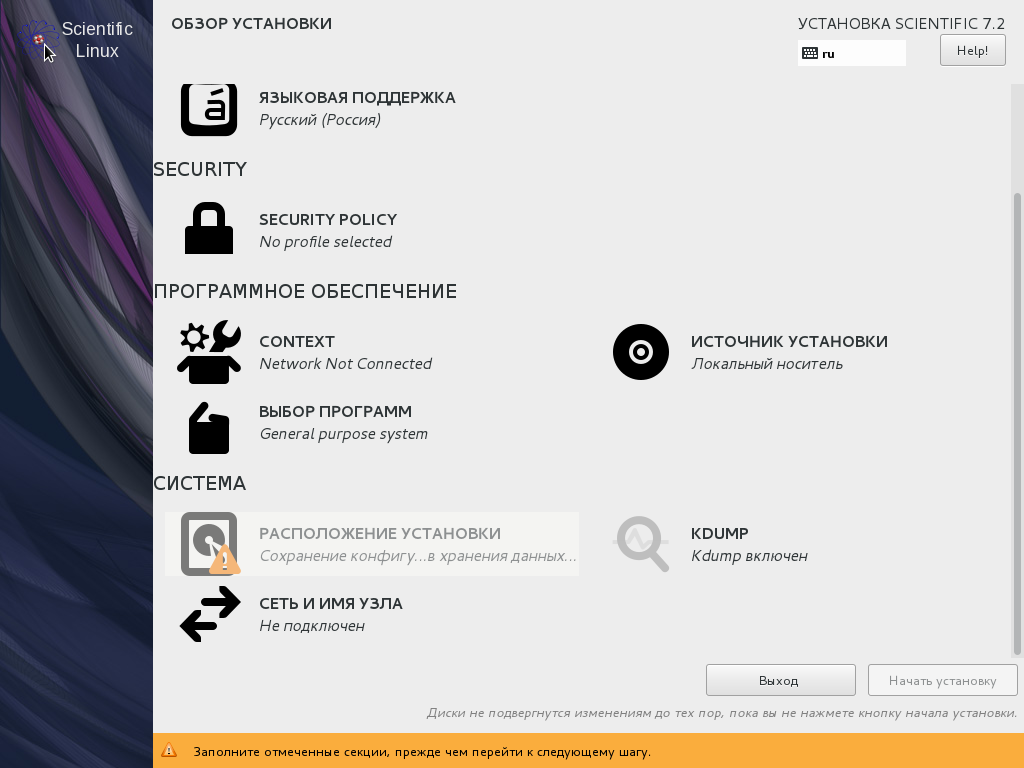 Scientific
Linux
ОБЗОР УСТАНОВКИ
УСТАНОВКА SCIENTIFIC 7.2
ru
Help!
á
ЯЗЫКОВАЯ ПОДДЕРЖКА
Русский (Россия)
SECURITY
SECURITY POLICY
No profile selected
ПРОГРАММНОЕ ОБЕСПЕЧЕНИЕ
CONTEXT
Network Not Connected
ИСТОЧНИК УСТАНОВКИ
Локальный носитель
ВЫБОР ПРОГРАММ
General purpose system
СИСТЕМА
РАСПОЛОЖЕНИЕ УСТАНОВКИ
Сохранение конфигу...в хранения данных...
KDUMP
Kdump включен
СЕТЬ И ИМЯ УЗЛА
Не подключен
Выход
Начать установку
Диски не подвергнутся изменениям до тех пор, пока вы не нажмете кнопку начала установки.
Заполните отмеченные секции, прежде чем перейти к следующему шагу.